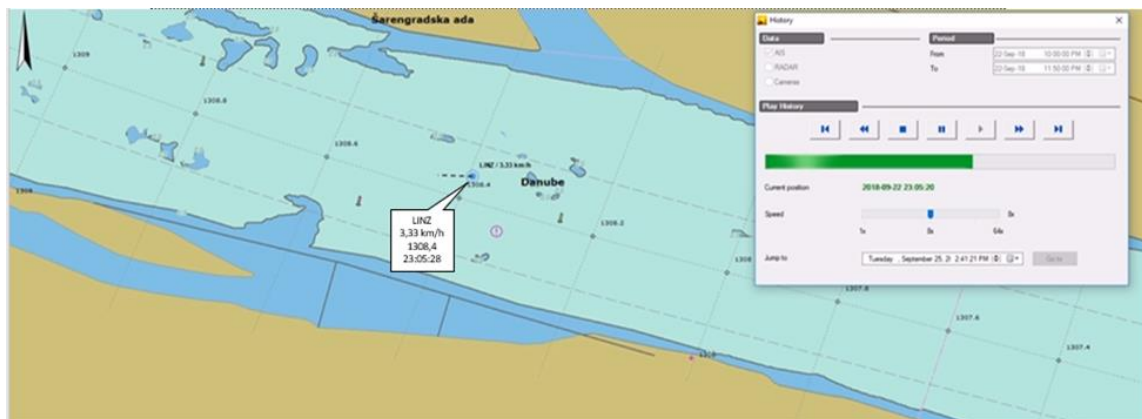 Šarengradska ada
1309
1308.8
1308.6
LINZ / 3,33 km/h
1308.4
Danube
1308.2
LINZ
3,33 km/h
1308,4
23:05:28
1309
1308
1307.8
1307.6
1307.4
1308
History
Data
Period
AIS
From
22-Sep-18 10:00:00 PM
RADAR
To
22-Sep-18 11:50:00 PM
Cameras
Play History
Current position
2018-09-22 23:05:20
Speed
8x
1x
8x
64x
Jump to
Tuesday , September 25, 2( 2:41:21 PM
Go to